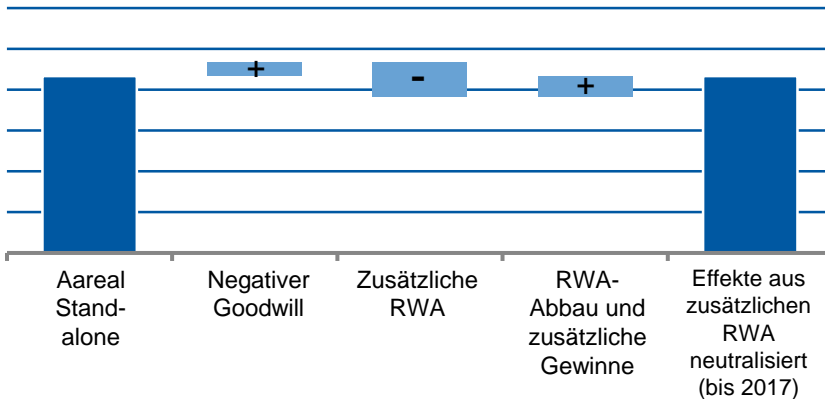 +
-
+
Aareal
Stand-
alone
Negativer
Goodwill
Zusätzliche
RWA
RWA-
Abbau und
zusätzliche
Gewinne
Effekte aus
zusätzlichen
RWA
neutralisiert
(bis 2017)